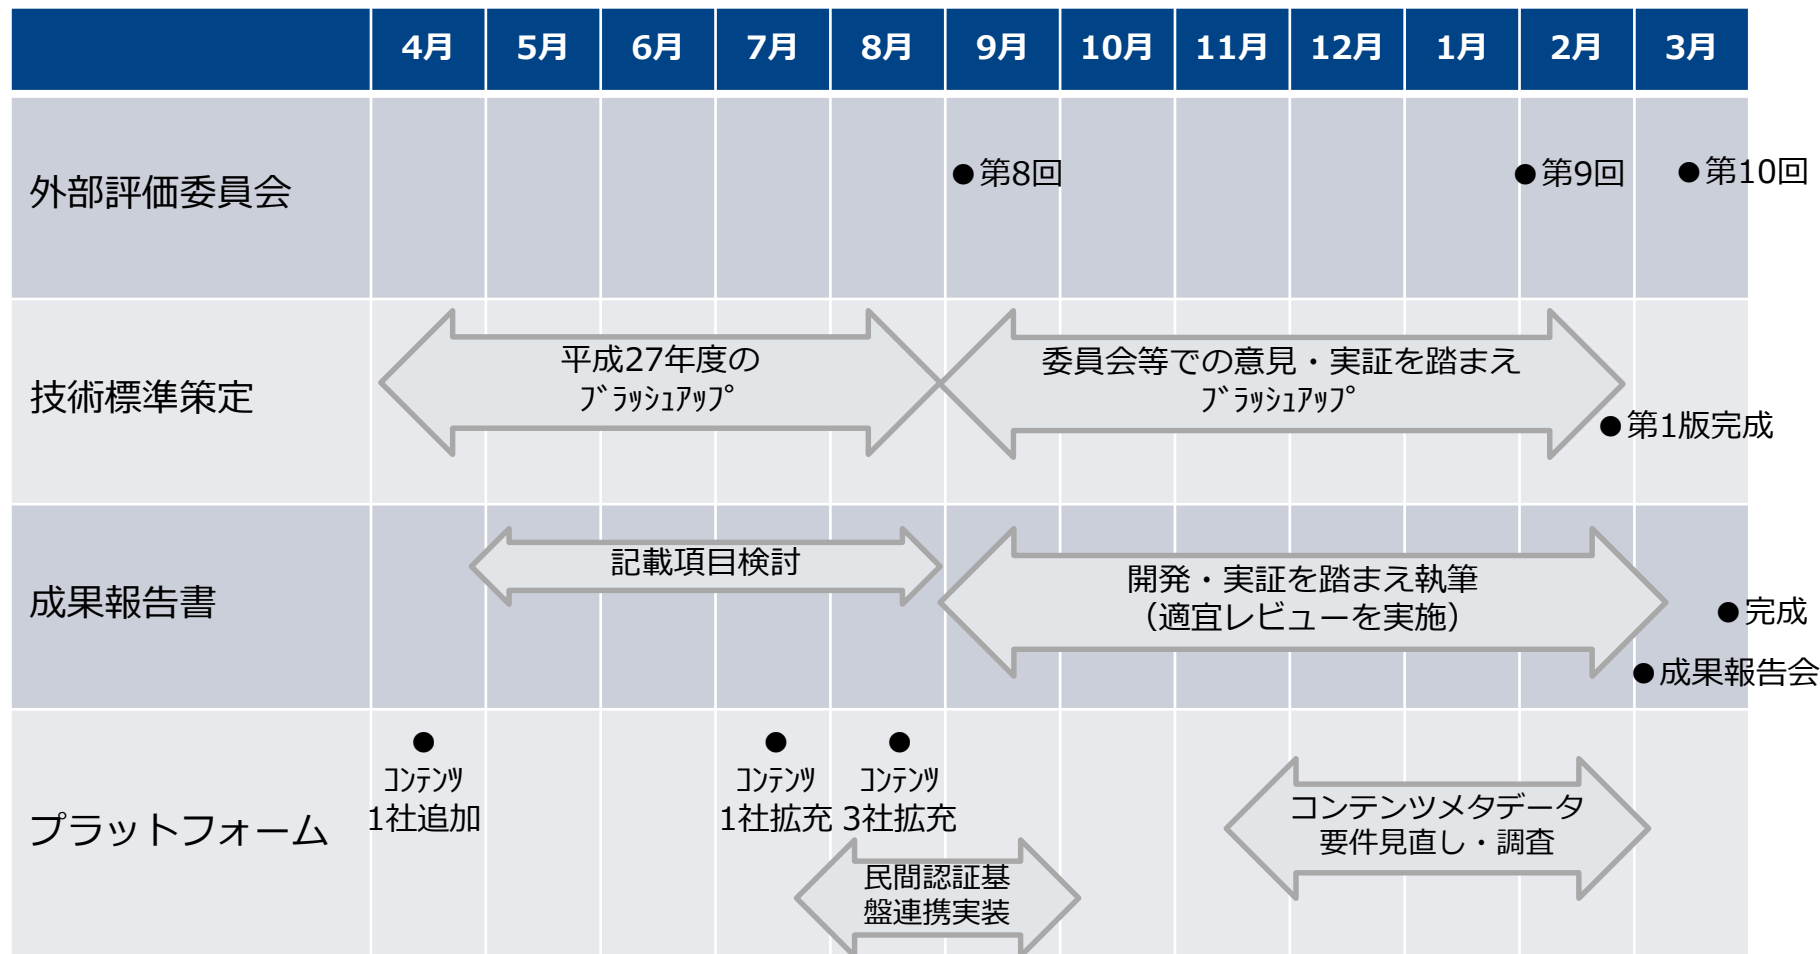 4月 5月 6月 7月 8月 9月 10月 11月 12月 1月 2月 3月
外部評価委員会
●第8回
●第9回
●第10回
技術標準策定
平成27年度の
ﾌﾞﾗｯｼｭｱｯﾌﾟ
委員会等での意見・実証を踏まえ
ﾌﾞﾗｯｼｭｱｯﾌﾟ
●第1版完成
成果報告書
記載項目検討
開発・実証を踏まえ執筆
（適宜レビューを実施）
●完成
●成果報告会
プラットフォーム
●
ｺﾝﾃﾝﾂ
1社追加
●
ｺﾝﾃﾝﾂ
1社拡充
●
ｺﾝﾃﾝﾂ
3社拡充
民間認証基
盤連携実装
コンテンツメタデータ
要件見直し・調査